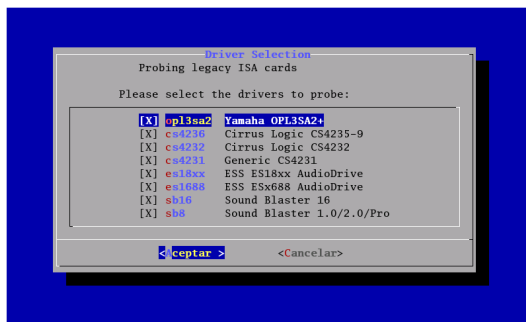 Driver Selection
Probing legacy ISA cards
Please select the drivers to probe:
[X] opl3sa2 Yamaha OPL3SA2+
[X] cs4236 Cirrus Logic CS4235-9
[X] cs4232 Cirrus Logic CS4232
[X] cs4231 Generic CS4231
[X] es18xx ESS ES18xx AudioDrive
[X] es1688 ESS ESx688 AudioDrive
[X] sb16 Sound Blaster 16
[X] sb8 Sound Blaster 1.0/2.0/Pro
<Aceptar > <Cancelar>